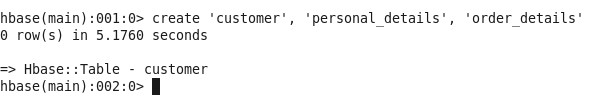 hbase(main):001:0> create 'customer', 'personal_details', 'order_details'
0 row(s) in 5.1760 seconds
=> Hbase::Table - customer
hbase(main):002:0>